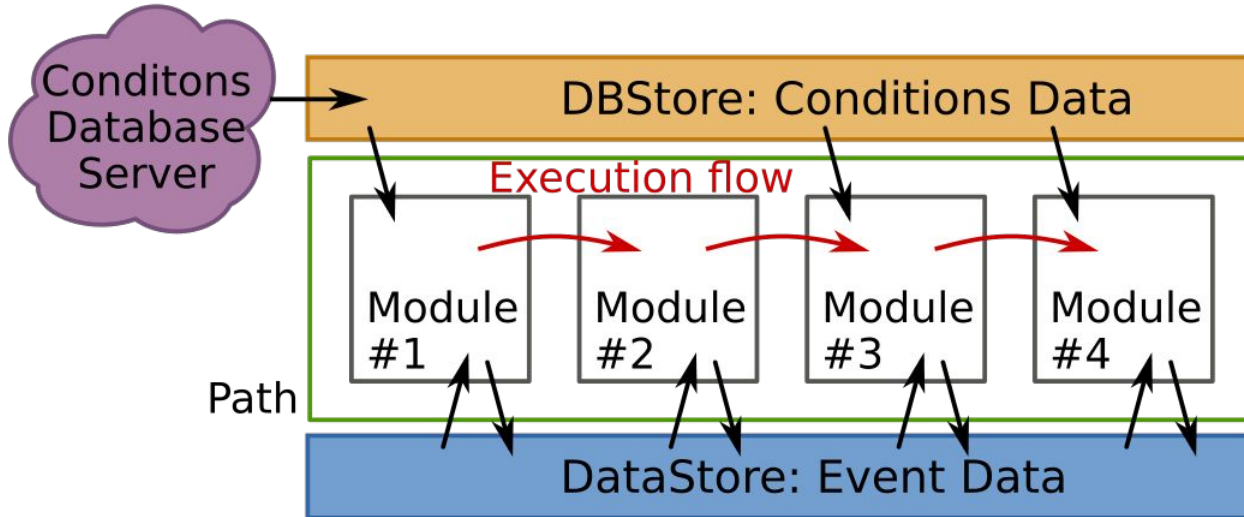 Conditons
Database
Server
DBStore: Conditions Data
Execution flow
Module
#1
Module
#2
Module
#3
Module
#4
Path
DataStore: Event Data